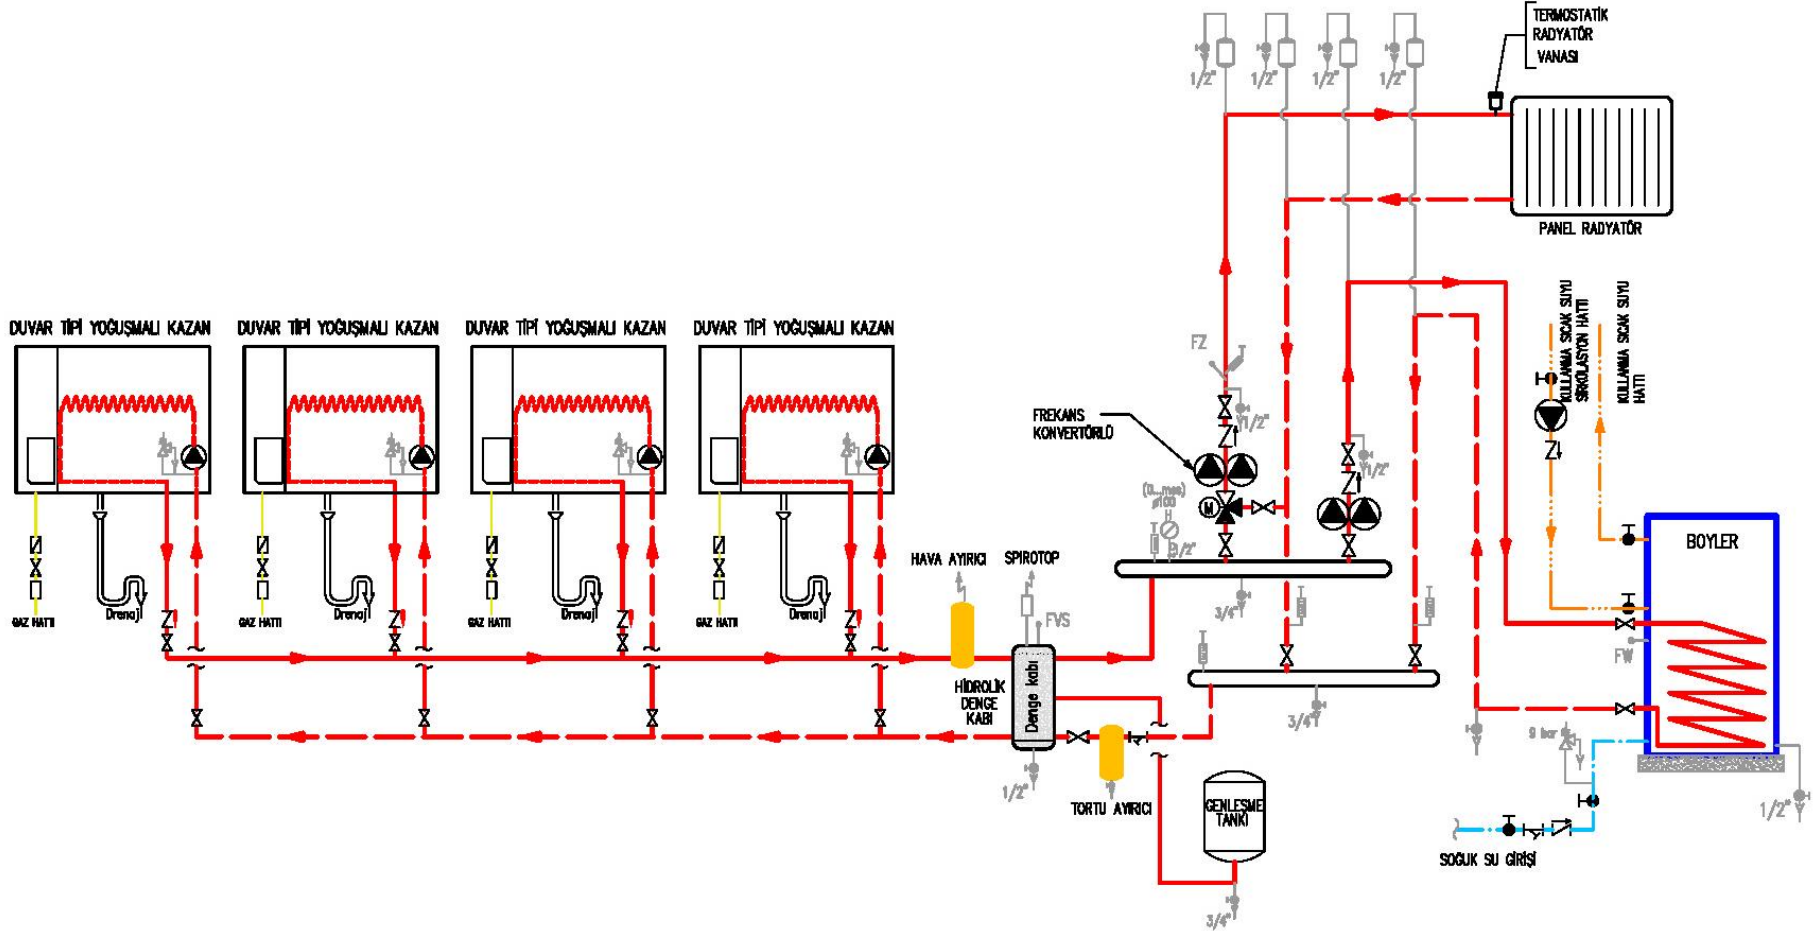 TERMOSTATİK
RADYATÖR
VANASI
1/2"
1/2"
1/2"
1/2"
PANEL RADYATÖR
DUVAR TİPİ YOĞUŞMALI KAZAN
DUVAR TİPİ YOĞUŞMALI KAZAN
DUVAR TİPİ YOĞUŞMALI KAZAN
DUVAR TİPİ YOĞUŞMALI KAZAN
KULLANMA SICAK SUYU
SİRKÜLASYON HATTI
KULLANMA SICAK SUYU
HATTI
FZ
FREKANS
KONVERTÖRLÜ
1/2"
1/2"
M
1/2"
BOYLER
HAVA AYIRICI
SPIROTOP
FVS
3/4"
Drenaji
Drenaji
Drenaji
Drenaji
GAZ HATTI
GAZ HATTI
GAZ HATTI
GAZ HATTI
FW
HİDROLİK
DENGE
KABI
Denge kabı
3/4"
9 bar
1/2"
TORTU AYIRICI
GENLEŞME
TANKI
1/2"
SOĞUK SU GİRİŞİ
3/4"